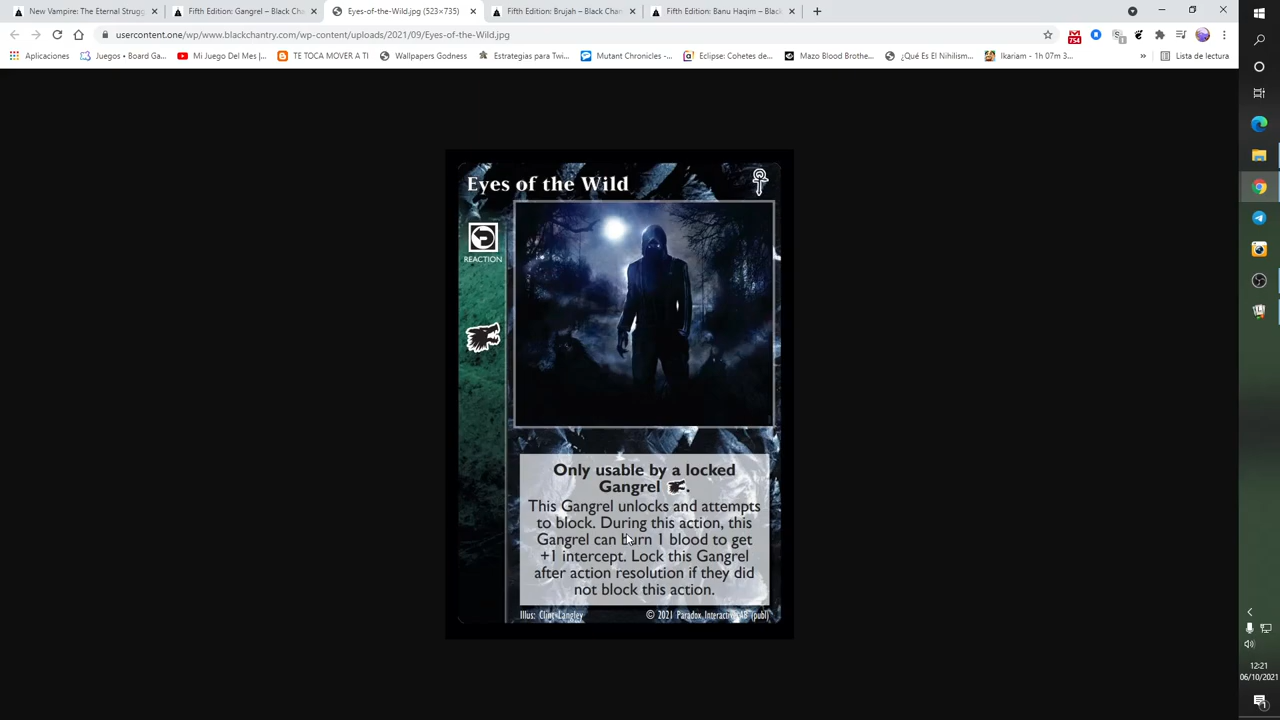 New Vampire: The Eternal Strugg
Fifth Edition: Gangrel – Black Cha
Eyes-of-the-Wild.jpg (523×735)
Fifth Edition: Brujah – Black Chan
Fifth Edition: Banu Haqim – Black
usercontent.one/wp/www.blackchantry.com/wp-content/uploads/2021/09/Eyes-of-the-Wild.jpg
754
Aplicaciones
Juegos • Board Ga...
Mi Juego Del Mes |...
TE TOCA MOVER A TI
Wallpapers Godness
Estrategias para Twi...
Mutant Chronicles -...
Eclipse: Cohetes de...
Mazo Blood Brothe...
¿Qué Es El Nihilism...
Ikariam - 1h 07m 3...
»
Lista de lectura
Eyes of the Wild
REACTION
Only usable by a locked
Gangrel .
This Gangrel unlocks and attempts
to block. During this action, this
Gangrel can burn 1 blood to get
+1 intercept. Lock this Gangrel
after action resolution if they did
not block this action.
Illus: Clint Langley
© 2021 Paradox Interactive AB (publ)
12:21
06/10/2021